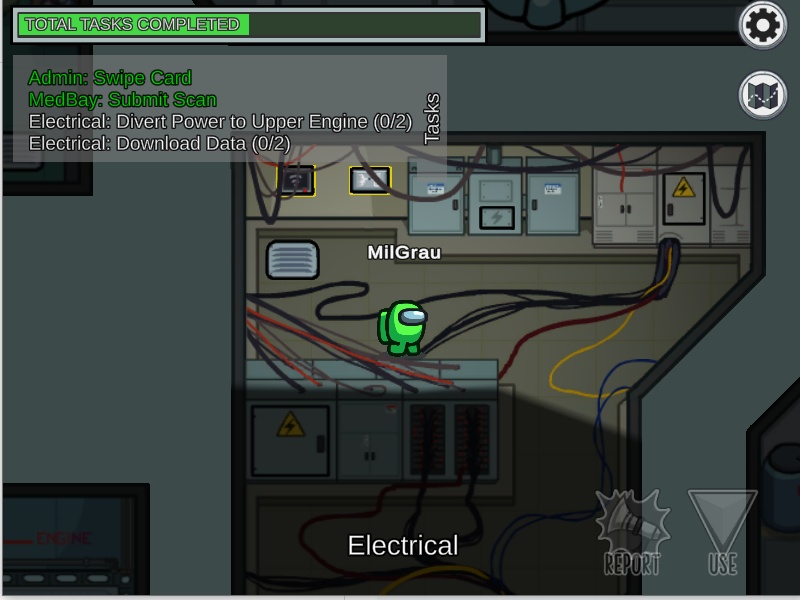 TOTAL TASKS COMPLETED
Admin: Swipe Card
MedBay: Submit Scan
Electrical: Divert Power to Upper Engine (0/2)
Electrical: Download Data (0/2)
Tasks
MilGrau
ENGINE
Electrical
REPORT
USE